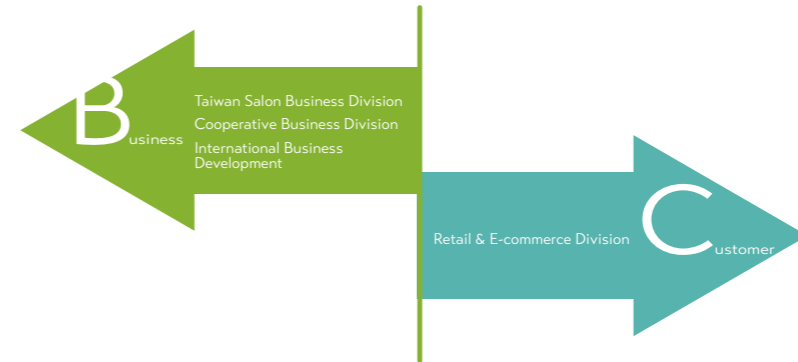 Business
Taiwan Salon Business Division
Cooperative Business Division
International Business
Development
Retail & E-commerce Division
Customer